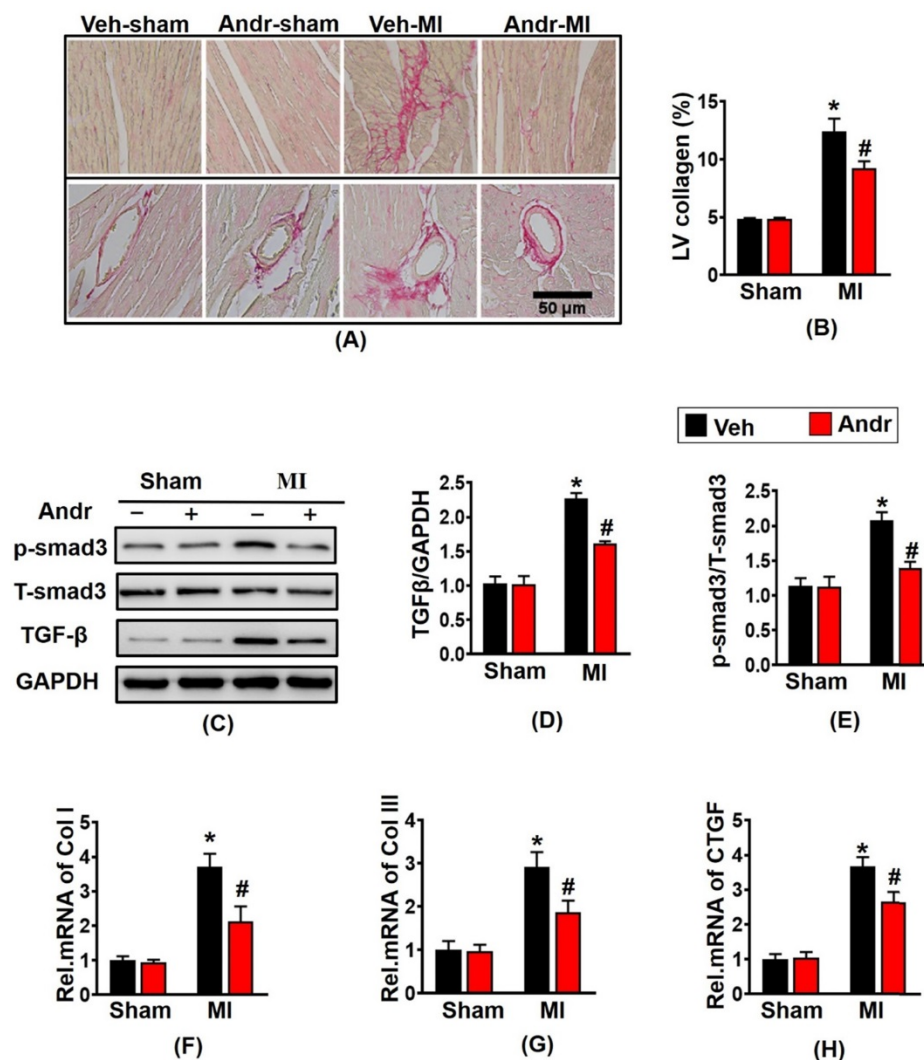 Veh-sham Andr-sham Veh-MI Andr-MI
50 µm
(A)
LV collagen (%)
15
10
5
0
*
#
Sham MI
(B)
Veh Andr
Sham MI
Andr − + − +
p-smad3
T-smad3
TGF-β
GAPDH
(C)
TGFβ/GAPDH
2.5
2.0
1.5
1.0
0.5
0.0
*
#
Sham MI
(D)
p-smad3/T-smad3
2.5
2.0
1.5
1.0
0.5
0.0
*
#
Sham MI
(E)
Rel.mRNA of Col I
5
4
3
2
1
0
*
#
Sham MI
(F)
Rel.mRNA of Col III
4
3
2
1
0
*
#
Sham MI
(G)
Rel.mRNA of CTGF
5
4
3
2
1
0
*
#
Sham MI
(H)